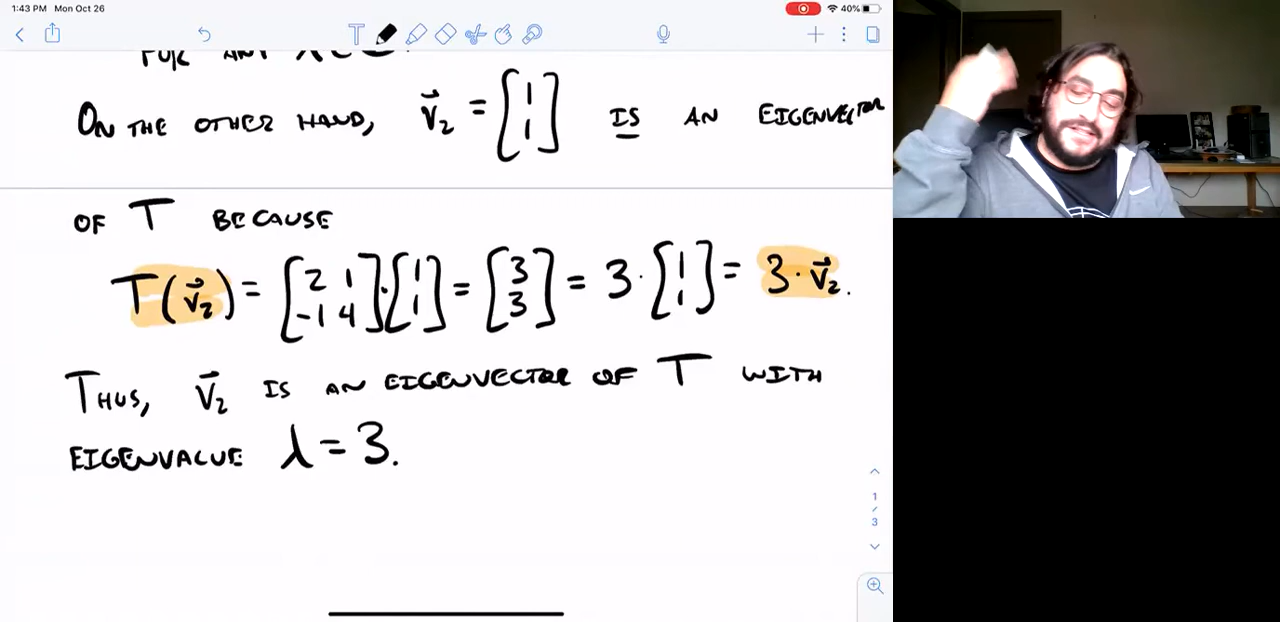 1:43 PM Mon Oct 26
40%
FOR ANY
ON THE OTHER HAND, v⃗₂ = [1 1] IS AN EIGENVECTOR
OF T BECAUSE
T(v⃗₂) = [2 1 -1 4]·[1 1] = [3 3] = 3·[1 1] = 3·v⃗₂.
THUS, v⃗₂ IS AN EIGENVECTOR OF T WITH
EIGENVALUE λ = 3.
1
/
3